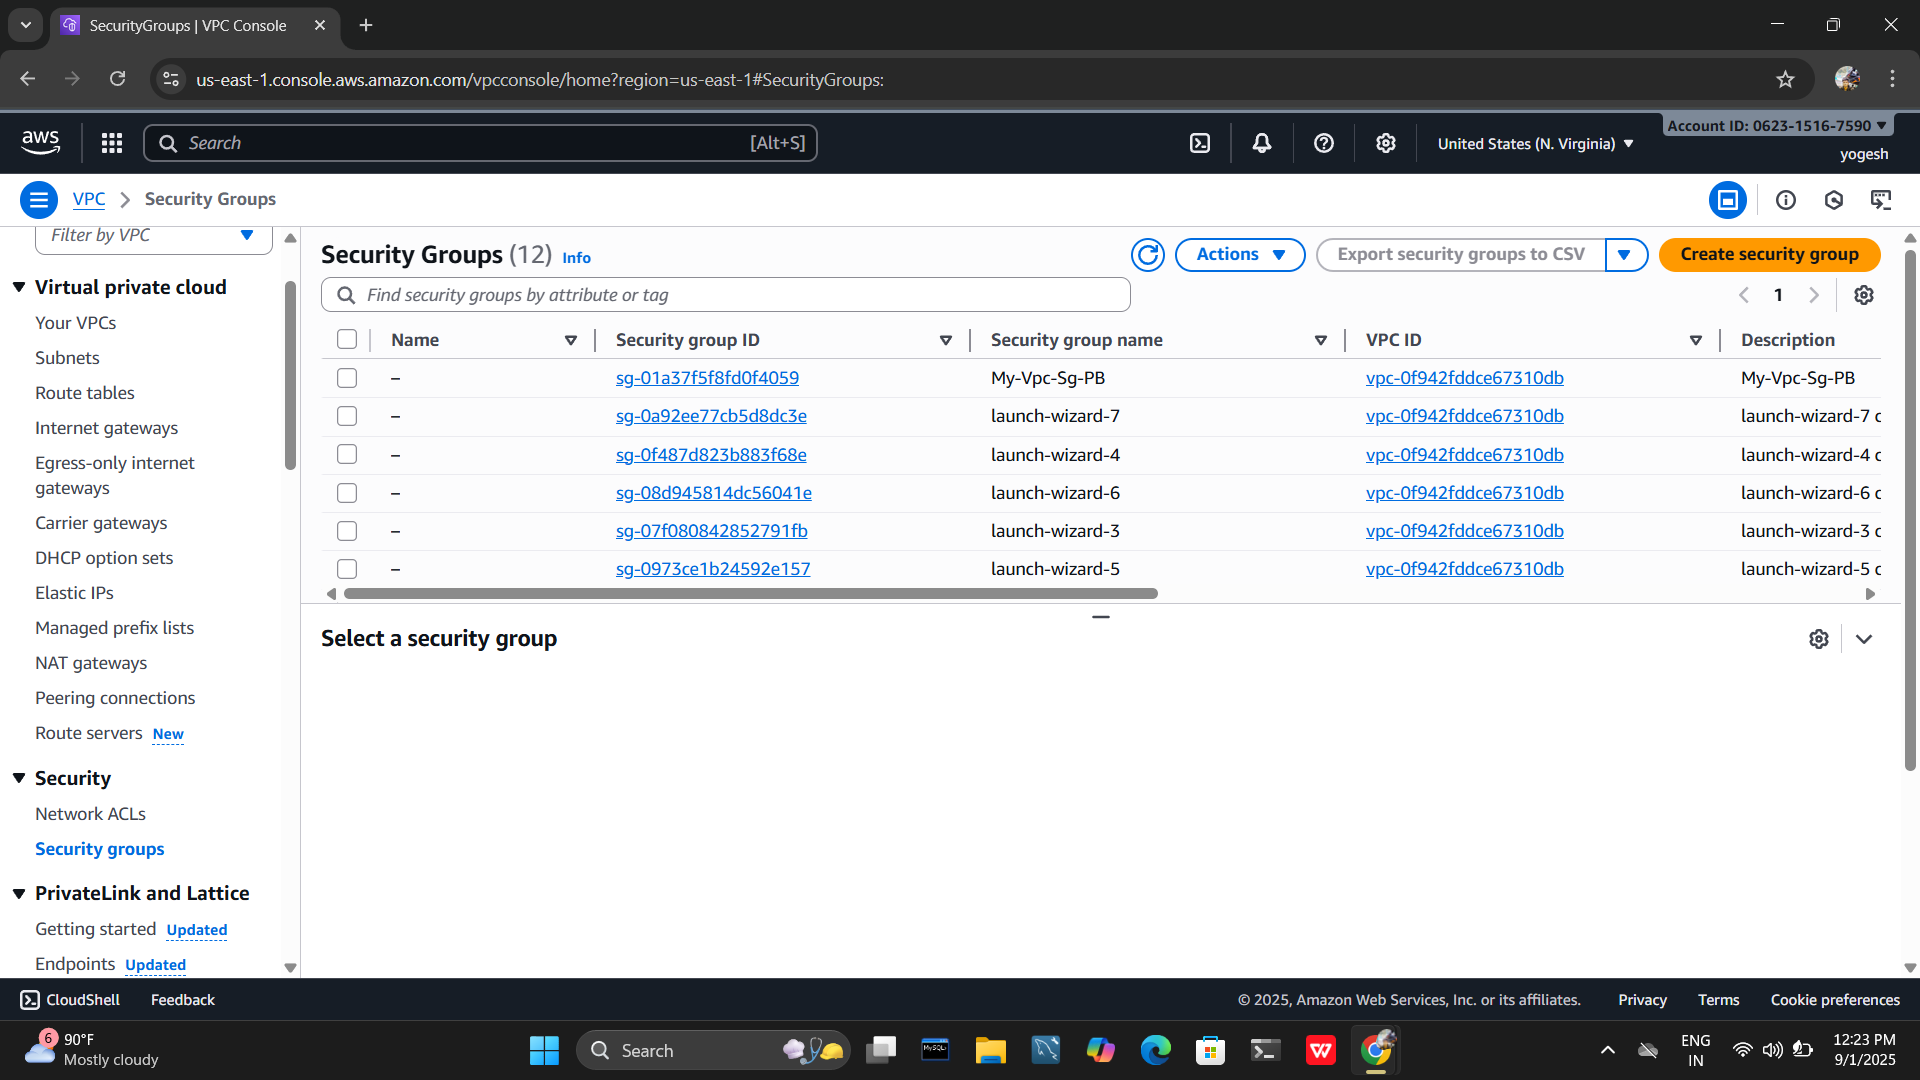 SecurityGroups | VPC Console
us-east-1.console.aws.amazon.com/vpcconsole/home?region=us-east-1#SecurityGroups:
aws
Search
[Alt+S]
United States (N. Virginia)
Account ID: 0623-1516-7590
yogesh
VPC
Security Groups
Filter by VPC
Virtual private cloud
Your VPCs
Subnets
Route tables
Internet gateways
Egress-only internet
gateways
Carrier gateways
DHCP option sets
Elastic IPs
Managed prefix lists
NAT gateways
Peering connections
Route servers New
Security
Network ACLs
Security groups
PrivateLink and Lattice
Getting started Updated
Endpoints Updated
Security Groups (12) Info
Actions
Export security groups to CSV
Create security group
Find security groups by attribute or tag
1
Name Security group ID Security group name VPC ID Description
– sg-01a37f5f8fd0f4059 My-Vpc-Sg-PB vpc-0f942fddce67310db My-Vpc-Sg-PB
– sg-0a92ee77cb5d8dc3e launch-wizard-7 vpc-0f942fddce67310db launch-wizard-7 c
– sg-0f487d823b883f68e launch-wizard-4 vpc-0f942fddce67310db launch-wizard-4 c
– sg-08d945814dc56041e launch-wizard-6 vpc-0f942fddce67310db launch-wizard-6 c
– sg-07f080842852791fb launch-wizard-3 vpc-0f942fddce67310db launch-wizard-3 c
– sg-0973ce1b24592e157 launch-wizard-5 vpc-0f942fddce67310db launch-wizard-5 c
Select a security group
CloudShell
Feedback
© 2025, Amazon Web Services, Inc. or its affiliates.
Privacy
Terms
Cookie preferences
6
90°F
Mostly cloudy
Search
MySQL
W
ENG
IN
12:23 PM
9/1/2025